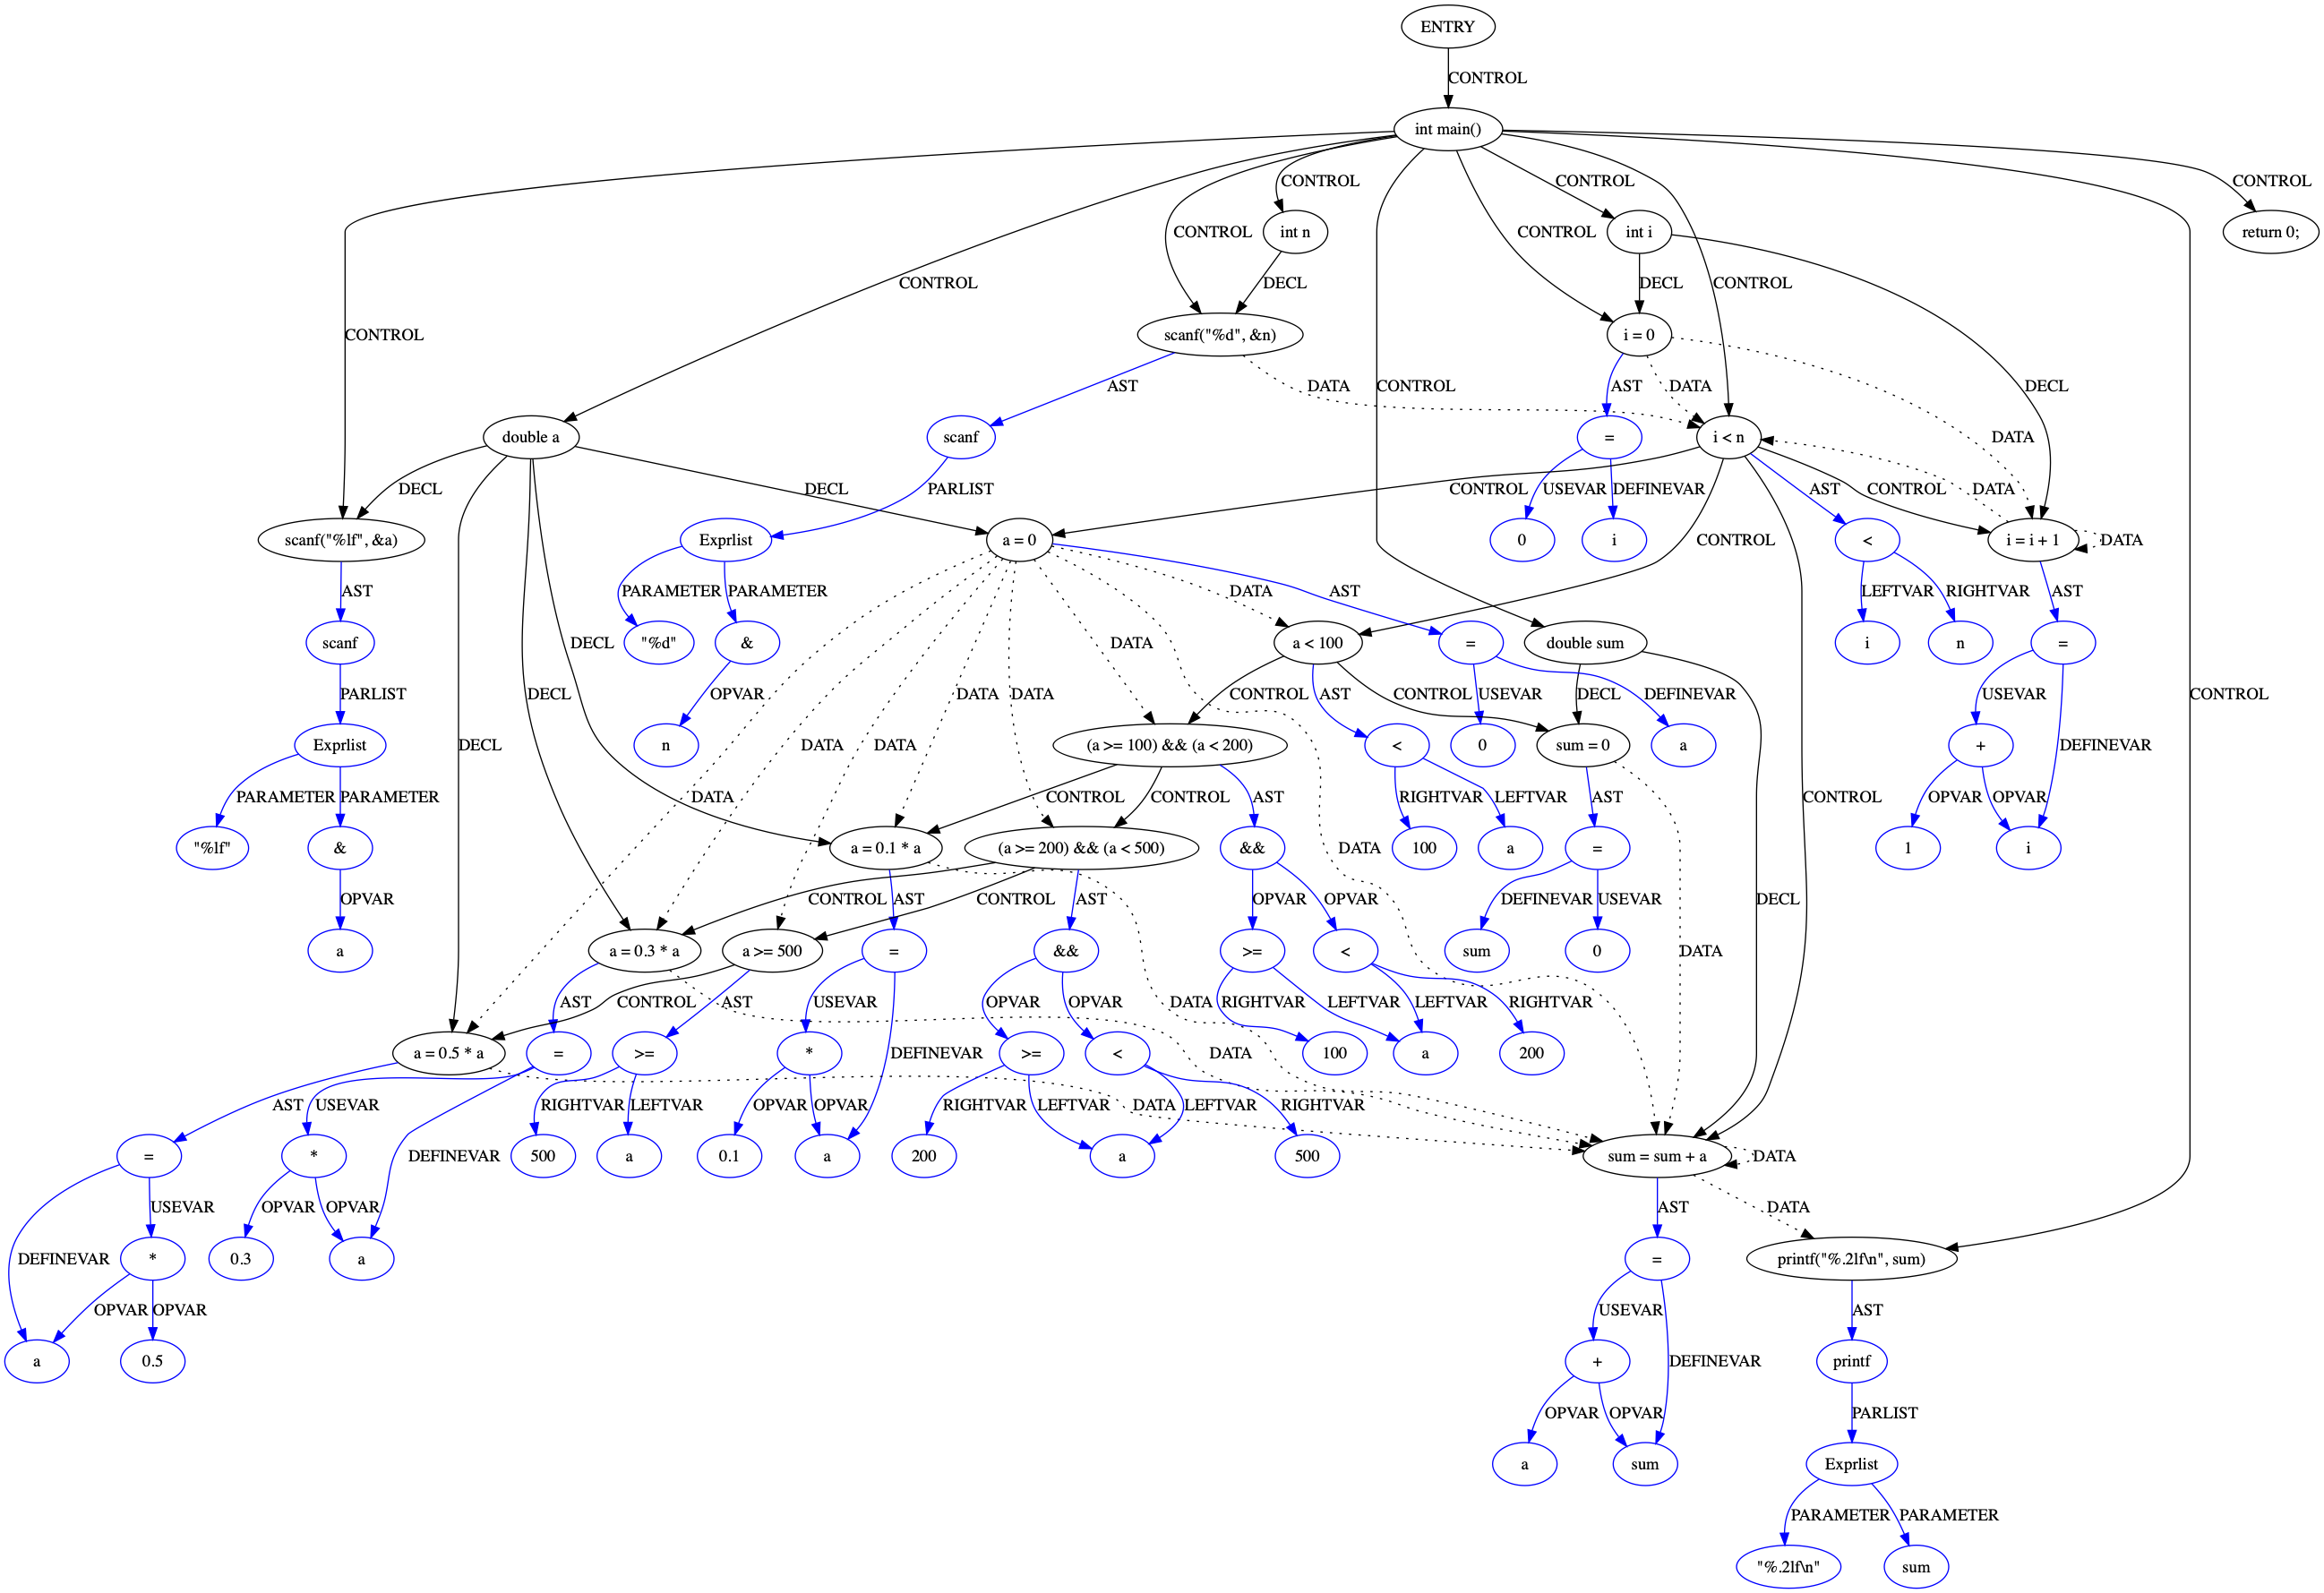 ENTRY
CONTROL
int main()
CONTROL
CONTROL
CONTROL
int n
int i
return 0;
CONTROL
CONTROL
CONTROL
DECL
DECL
CONTROL
CONTROL
scanf("%d", &n)
i = 0
AST
DATA
CONTROL
AST
DATA
DECL
double a
scanf
=
i < n
DATA
DECL
DECL
PARLIST
CONTROL
USEVAR
DEFINEVAR
AST
CONTROL
DATA
CONTROL
scanf("%lf", &a)
Exprlist
a = 0
0
i
CONTROL
<
i = i + 1
DATA
AST
PARAMETER
PARAMETER
DATA
AST
LEFTVAR
RIGHTVAR
AST
scanf
DECL
"%d"
&
DATA
a < 100
=
double sum
i
n
=
PARLIST
DECL
OPVAR
DATA
DATA
CONTROL
AST
CONTROL
USEVAR
DECL
DEFINEVAR
USEVAR
CONTROL
Exprlist
DECL
n
DATA
DATA
(a >= 100) && (a < 200)
<
0
sum = 0
a
+
DEFINEVAR
PARAMETER
PARAMETER
DATA
CONTROL
CONTROL
AST
RIGHTVAR
LEFTVAR
AST
CONTROL
OPVAR
OPVAR
"%lf"
&
a = 0.1 * a
(a >= 200) && (a < 500)
&&
DATA
100
a
=
1
i
OPVAR
CONTROL
AST
CONTROL
AST
OPVAR
OPVAR
DEFINEVAR
USEVAR
DECL
a
a = 0.3 * a
a >= 500
=
&&
>=
<
sum
0
DATA
AST
CONTROL
AST
USEVAR
OPVAR
OPVAR
DATA
RIGHTVAR
LEFTVAR
LEFTVAR
RIGHTVAR
a = 0.5 * a
=
>=
*
DEFINEVAR
>=
<
DATA
100
a
200
AST
USEVAR
RIGHTVAR
LEFTVAR
OPVAR
OPVAR
RIGHTVAR
LEFTVAR
DATA
LEFTVAR
RIGHTVAR
=
*
DEFINEVAR
500
a
0.1
a
200
a
500
sum = sum + a
DATA
USEVAR
OPVAR
OPVAR
AST
DATA
DEFINEVAR
*
0.3
a
=
printf("%.2lf\n", sum)
OPVAR
OPVAR
USEVAR
AST
a
0.5
+
DEFINEVAR
printf
OPVAR
OPVAR
PARLIST
a
sum
Exprlist
PARAMETER
PARAMETER
"%.2lf\n"
sum